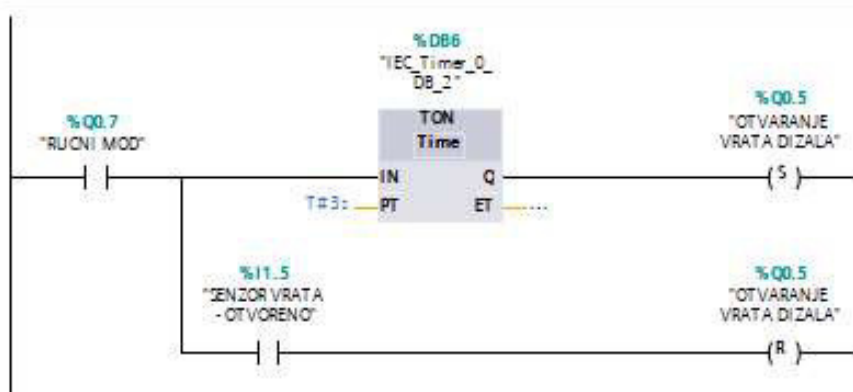 %DB6
"IEC_Timer_0_
DB_2"
%Q0.7
"RUCNI MOD"
TON
Time
%Q0.5
"OTVARANJE
VRATA DIZALA"
IN
Q
( S )
T#3s
PT
ET
...
%I1.5
"SENZOR VRATA
- OTVORENO"
%Q0.5
"OTVARANJE
VRATA DIZALA"
( R )